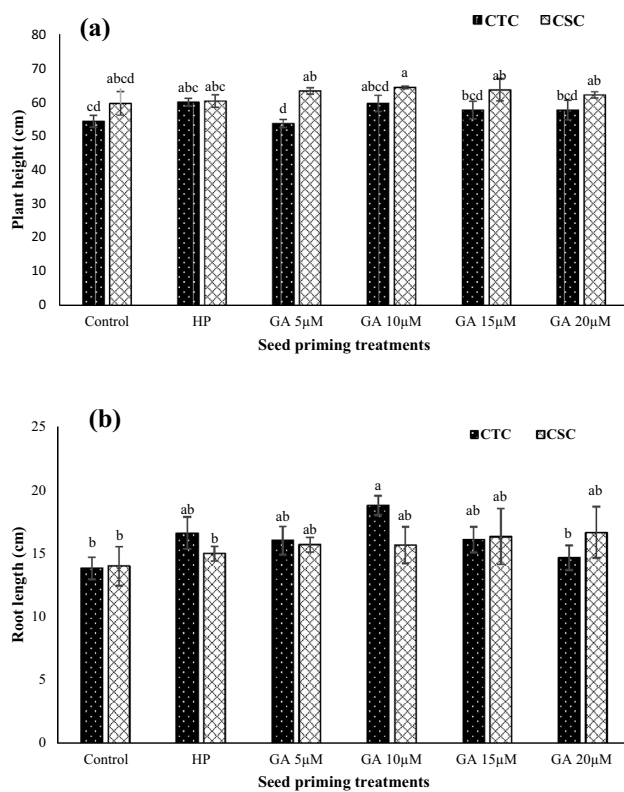 (a)
CTC CSC
80
70
60
50
40
30
20
10
0
Plant height (cm)
cd abcd abc abc d ab abcd a bcd ab bcd ab
Control HP GA 5µM GA 10µM GA 15µM GA 20µM
Seed priming treatments
(b)
CTC CSC
25
20
15
10
5
0
Root length (cm)
b b ab b ab ab a ab ab ab b ab
Control HP GA 5µM GA 10µM GA 15µM GA 20µM
Seed priming treatments